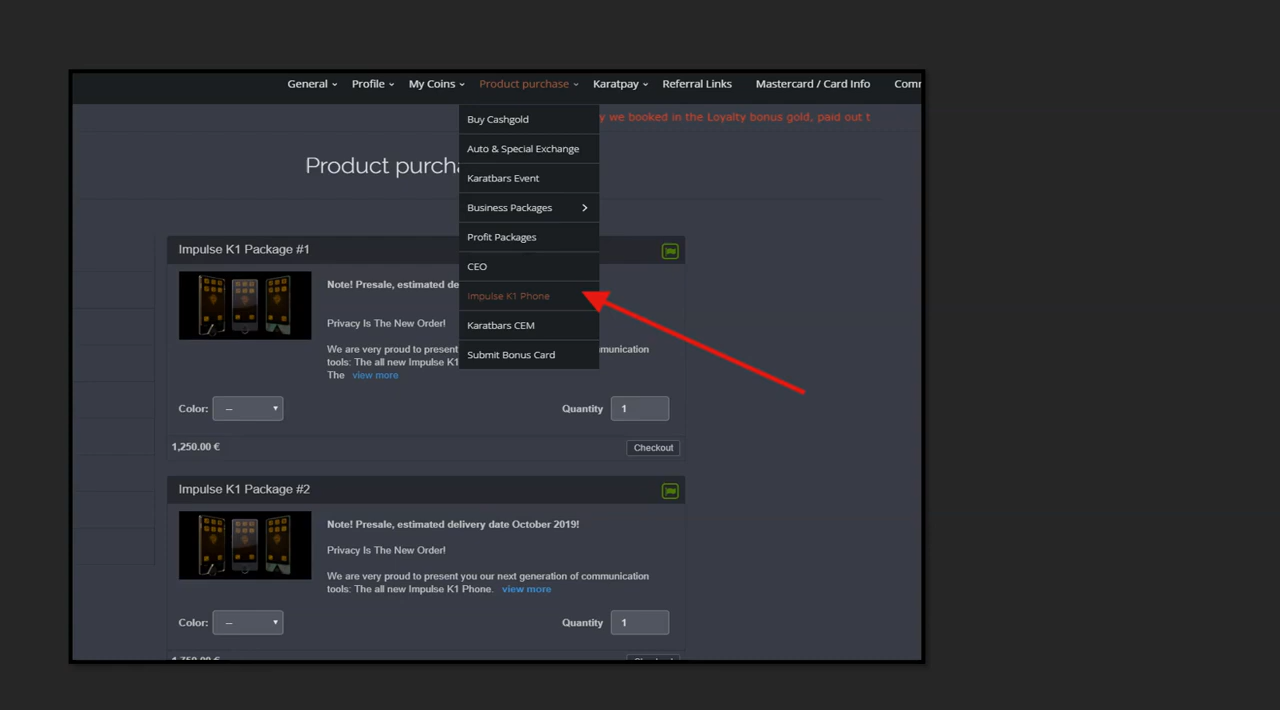 General Profile My Coins Product purchase Karatpay Referral Links Mastercard / Card Info Comm
Buy Cashgold
y we booked in the Loyalty bonus gold, paid out t
Auto & Special Exchange
Product purcha
Karatbars Event
Business Packages
Profit Packages
Impulse K1 Package #1
CEO
Note! Presale, estimated de
Impulse K1 Phone
Privacy Is The New Order!
Karatbars CEM
We are very proud to present mmunication
Submit Bonus Card
tools: The all new Impulse K1
The view more
Color: -- Quantity 1
1,250.00 € Checkout
Impulse K1 Package #2
Note! Presale, estimated delivery date October 2019!
Privacy Is The New Order!
We are very proud to present you our next generation of communication
tools: The all new Impulse K1 Phone. view more
Color: -- Quantity 1
1,750.00 € Checkout